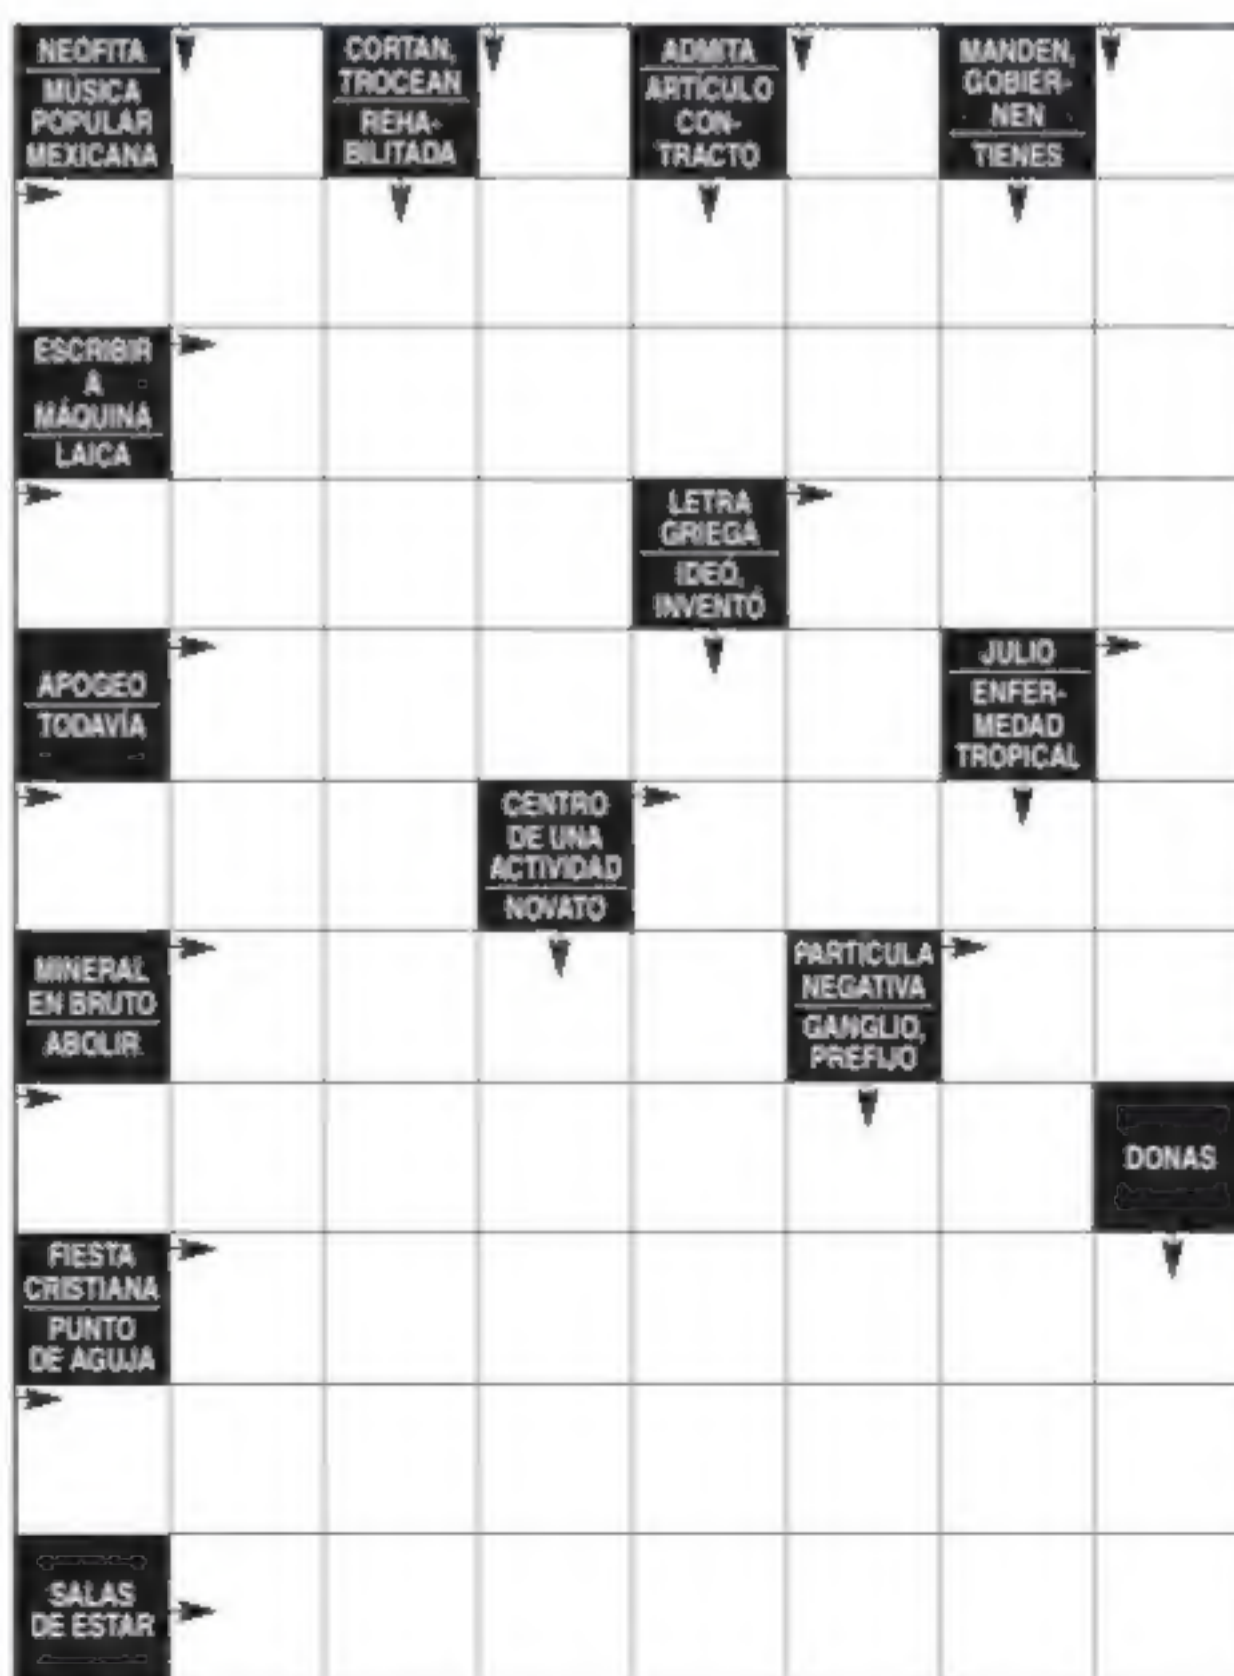 NEÓFITA
MÚSICA
POPULAR
MEXICANA
CORTAN,
TROCEAN
REHA-
BILITADA
ADMITA
ARTÍCULO
CON-
TRACTO
MANDEN,
GOBIER-
NEN
TIENES
ESCRIBIR
A
MÁQUINA
LAICA
LETRA
GRIEGA
IDEÓ,
INVENTÓ
APOGEO
TODAVÍA
JULIO
ENFER-
MEDAD
TROPICAL
CENTRO
DE UNA
ACTIVIDAD
NOVATO
MINERAL
EN BRUTO
ABOLIR
PARTÍCULA
NEGATIVA
GANGLIO,
PREFIJO
DONAS
FIESTA
CRISTIANA
PUNTO
DE AGUJA
SALAS
DE ESTAR